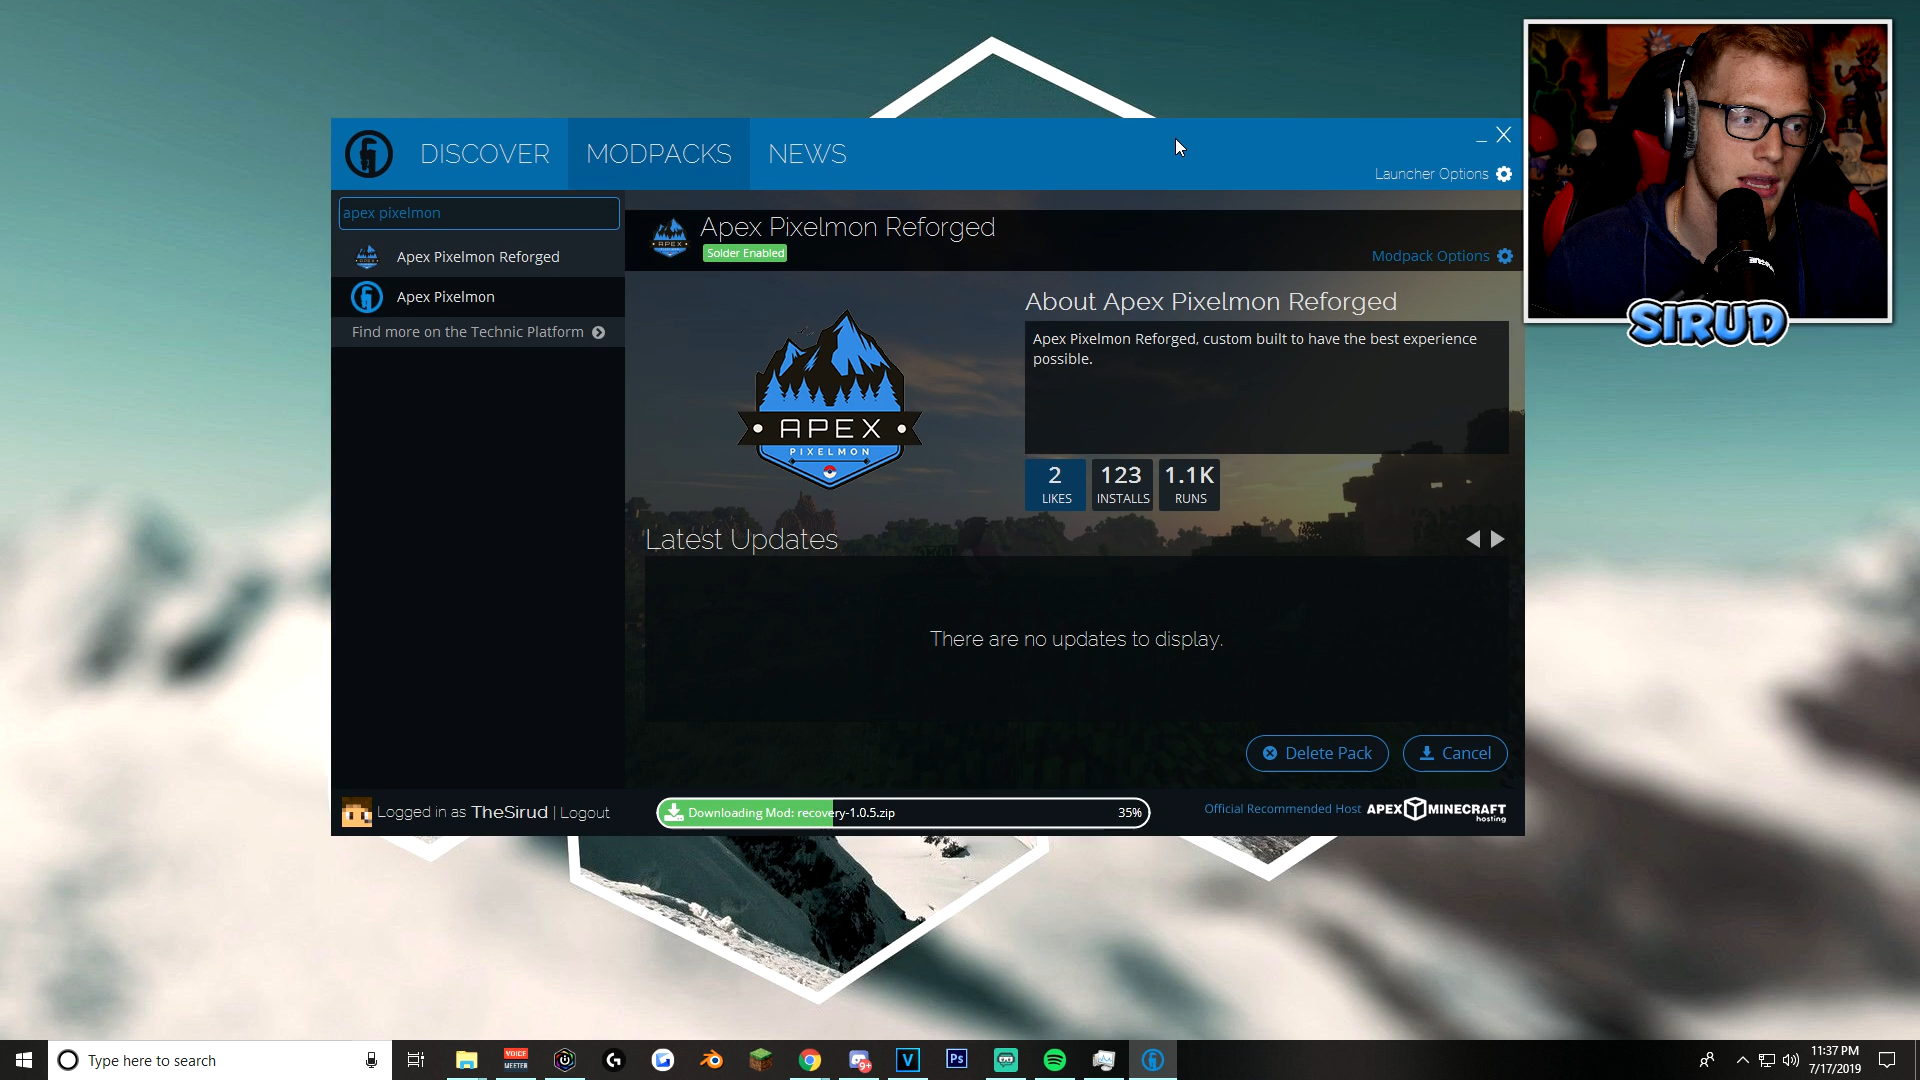 DISCOVER
MODPACKS
NEWS
Launcher Options
apex pixelmon
Apex Pixelmon Reforged
Apex Pixelmon
Find more on the Technic Platform
Apex Pixelmon Reforged
Solder Enabled
Modpack Options
APEX
PIXELMON
About Apex Pixelmon Reforged
Apex Pixelmon Reforged, custom built to have the best experience
possible.
2
LIKES
123
INSTALLS
1.1K
RUNS
Latest Updates
There are no updates to display.
Delete Pack
Cancel
Logged in as TheSirud | Logout
Downloading Mod: recovery-1.0.5.zip
35%
Official Recommended Host
APEX MINECRAFT
hosting
SIRUD
Type here to search
VOICE
MEETER
9+
V
Ps
11:37 PM
7/17/2019